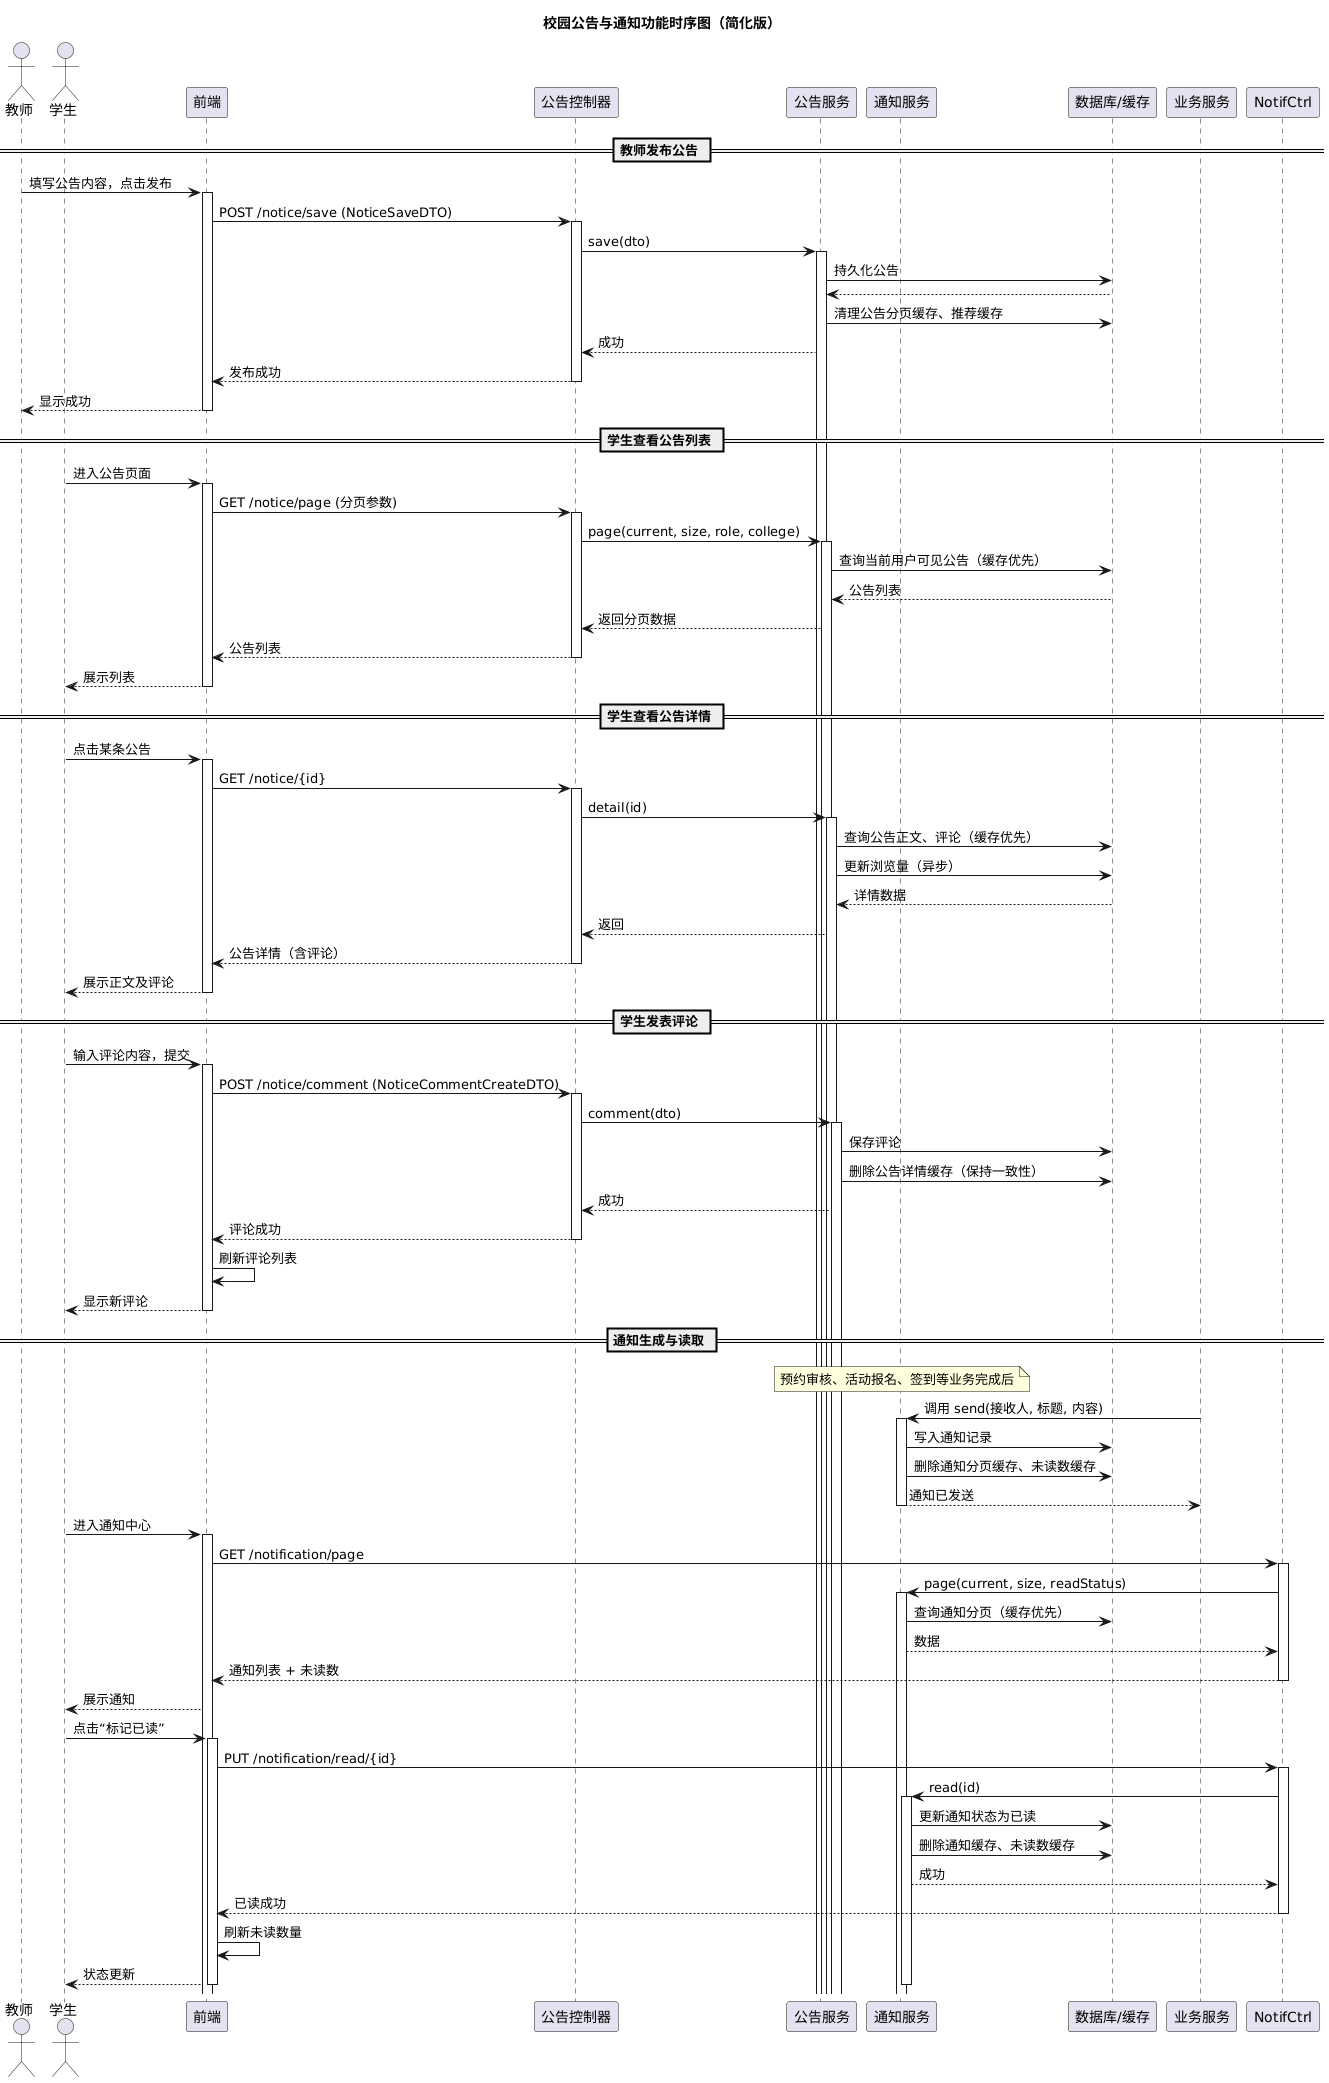 校园公告与通知功能时序图（简化版）
教师
学生
前端
公告控制器
公告服务
通知服务
数据库/缓存
业务服务
NotifCtrl
教师发布公告
填写公告内容，点击发布
POST /notice/save (NoticeSaveDTO)
save(dto)
持久化公告
清理公告分页缓存、推荐缓存
成功
发布成功
显示成功
学生查看公告列表
进入公告页面
GET /notice/page (分页参数)
page(current, size, role, college)
查询当前用户可见公告（缓存优先）
公告列表
返回分页数据
公告列表
展示列表
学生查看公告详情
点击某条公告
GET /notice/{id}
detail(id)
查询公告正文、评论（缓存优先）
更新浏览量（异步）
详情数据
返回
公告详情（含评论）
展示正文及评论
学生发表评论
输入评论内容，提交
POST /notice/comment (NoticeCommentCreateDTO)
comment(dto)
保存评论
删除公告详情缓存（保持一致性）
成功
评论成功
刷新评论列表
显示新评论
通知生成与读取
预约审核、活动报名、签到等业务完成后
调用 send(接收人, 标题, 内容)
写入通知记录
删除通知分页缓存、未读数缓存
通知已发送
进入通知中心
GET /notification/page
page(current, size, readStatus)
查询通知分页（缓存优先）
数据
通知列表 + 未读数
展示通知
点击“标记已读”
PUT /notification/read/{id}
read(id)
更新通知状态为已读
删除通知缓存、未读数缓存
成功
已读成功
刷新未读数量
状态更新
教师
学生
前端
公告控制器
公告服务
通知服务
数据库/缓存
业务服务
NotifCtrl